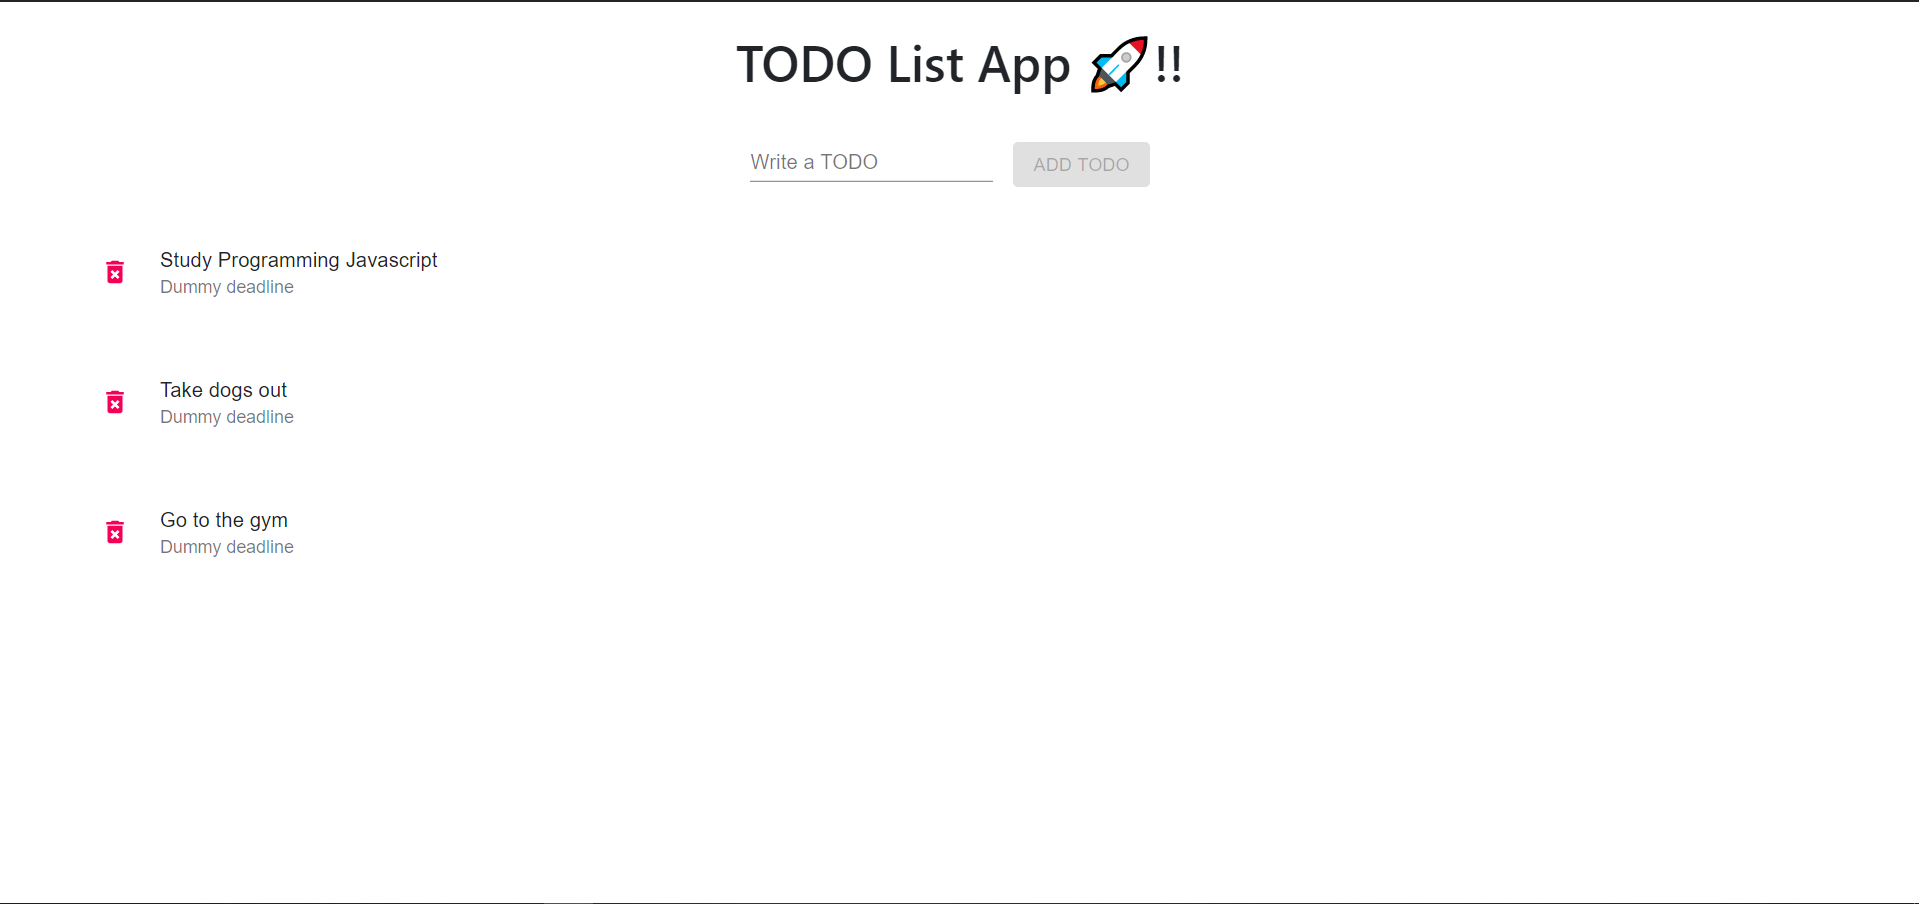 TODO List App 🚀!!
Write a TODO
ADD TODO
Study Programming Javascript
Dummy deadline
Take dogs out
Dummy deadline
Go to the gym
Dummy deadline